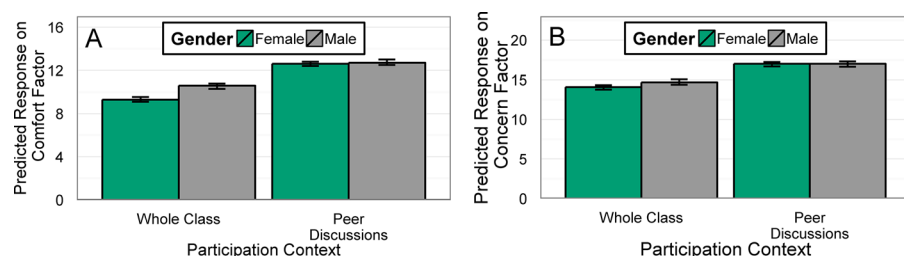 A
Gender Female Male
Predicted Response on
Comfort Factor
16
12
8
4
0
Whole Class
Peer
Discussions
Participation Context
B
Gender Female Male
Predicted Response on
Concern Factor
20
15
10
5
0
Whole Class
Peer
Discussions
Participation Context